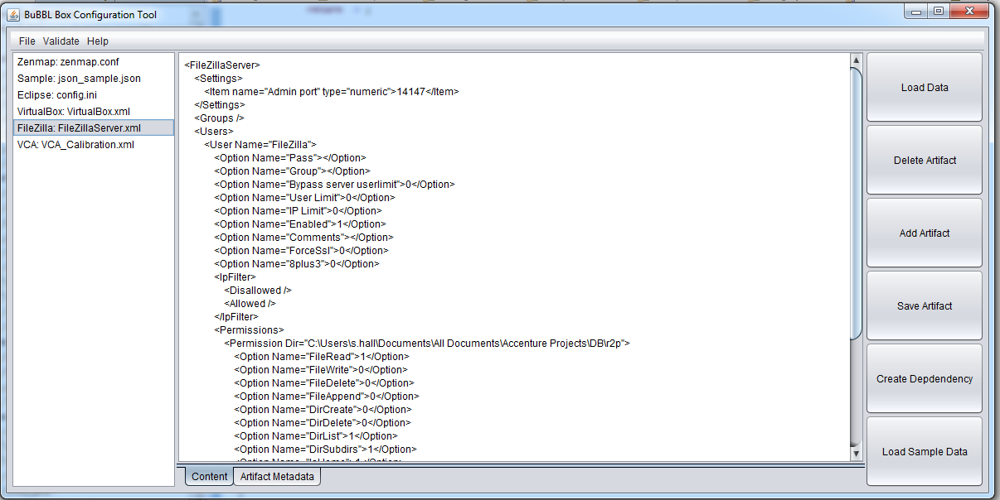 BuBBL Box Configuration Tool
File Validate Help
Zenmap: zenmap.conf
Sample: json_sample.json
Eclipse: config.ini
VirtualBox: VirtualBox.xml
FileZilla: FileZillaServer.xml
VCA: VCA_Calibration.xml
<FileZillaServer>
<Settings>
<Item name="Admin port" type="numeric">14147</Item>
</Settings>
<Groups />
<Users>
<User Name="FileZilla">
<Option Name="Pass"></Option>
<Option Name="Group"></Option>
<Option Name="Bypass server userlimit">0</Option>
<Option Name="User Limit">0</Option>
<Option Name="IP Limit">0</Option>
<Option Name="Enabled">1</Option>
<Option Name="Comments"></Option>
<Option Name="ForceSsl">0</Option>
<Option Name="8plus3">0</Option>
<IpFilter>
<Disallowed />
<Allowed />
</IpFilter>
<Permissions>
<Permission Dir="C:\Users\s.hall\Documents\All Documents\Accenture Projects\DB\r2p">
<Option Name="FileRead">1</Option>
<Option Name="FileWrite">0</Option>
<Option Name="FileDelete">0</Option>
<Option Name="FileAppend">0</Option>
<Option Name="DirCreate">0</Option>
<Option Name="DirDelete">0</Option>
<Option Name="DirList">1</Option>
<Option Name="DirSubdirs">1</Option>
<Option Name="IsHome">1</Option>
Content
Artifact Metadata
Load Data
Delete Artifact
Add Artifact
Save Artifact
Create Depdendency
Load Sample Data